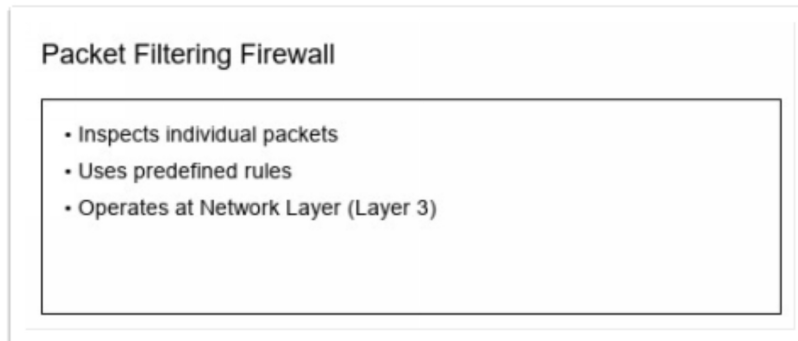 Packet Filtering Firewall
• Inspects individual packets
• Uses predefined rules
• Operates at Network Layer (Layer 3)